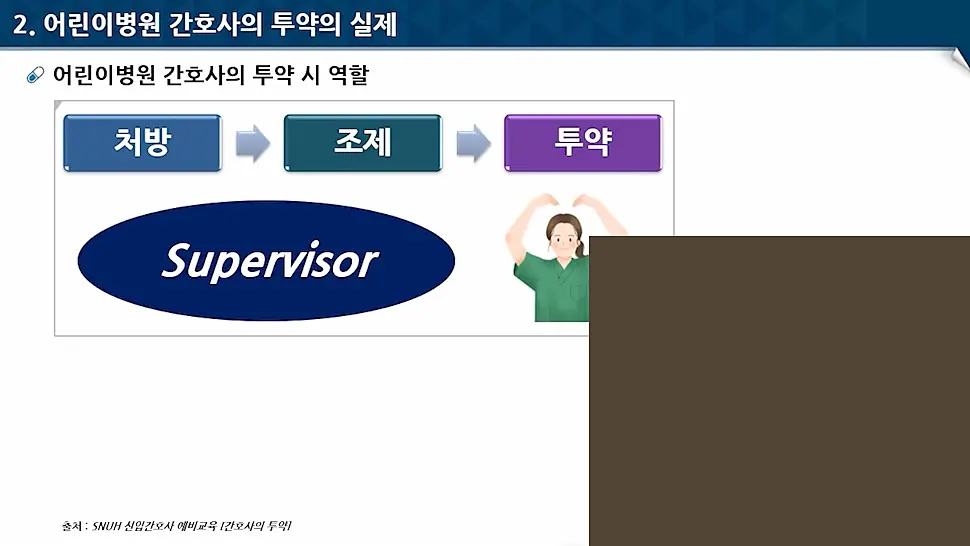 2. 어린이병원 간호사의 투약의 실제
어린이병원 간호사의 투약 시 역할
처방
조제
투약
Supervisor
출처 : SNUH 신입간호사 예비교육 [간호사의 투약]